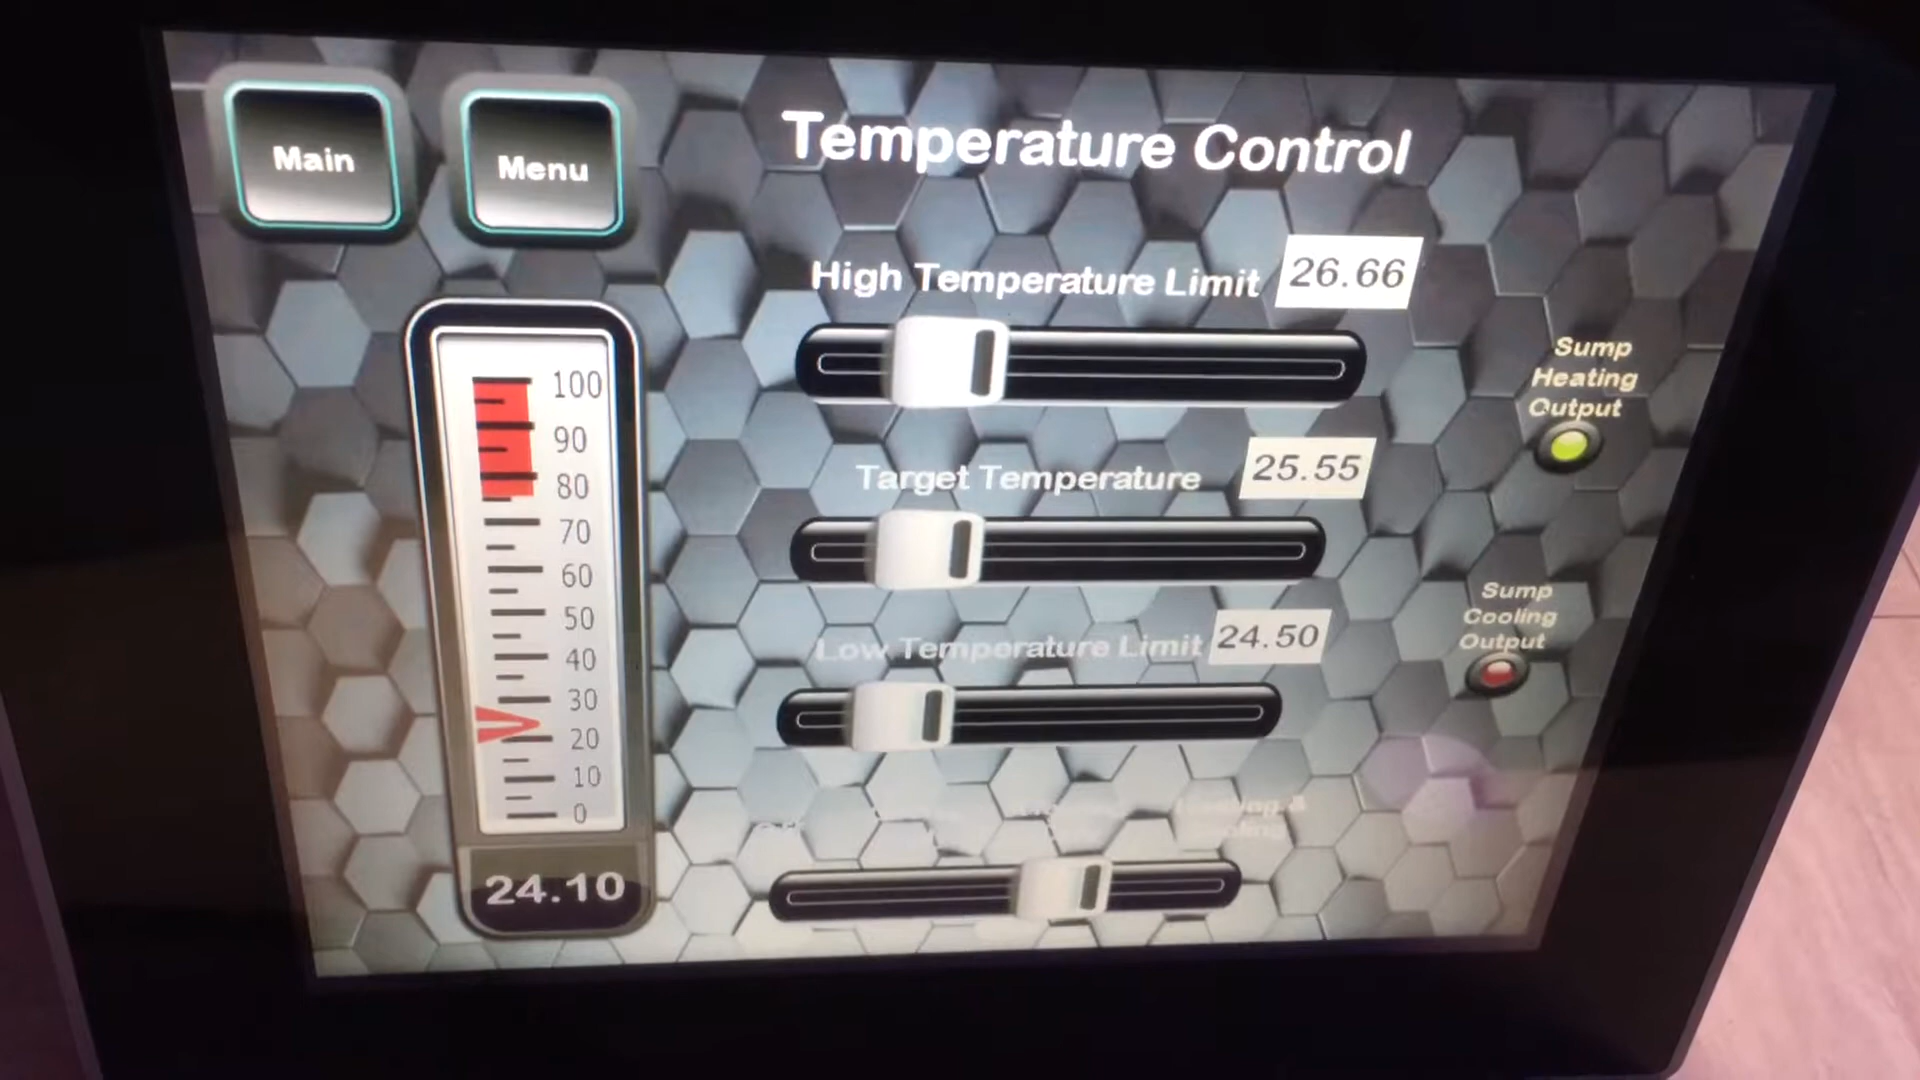 Main
Menu
Temperature Control
High Temperature Limit 26.66
Target Temperature 25.55
Low Temperature Limit 24.50
100
90
80
70
60
50
40
30
20
10
0
24.10
Sump
Heating
Output
Sump
Cooling
Output